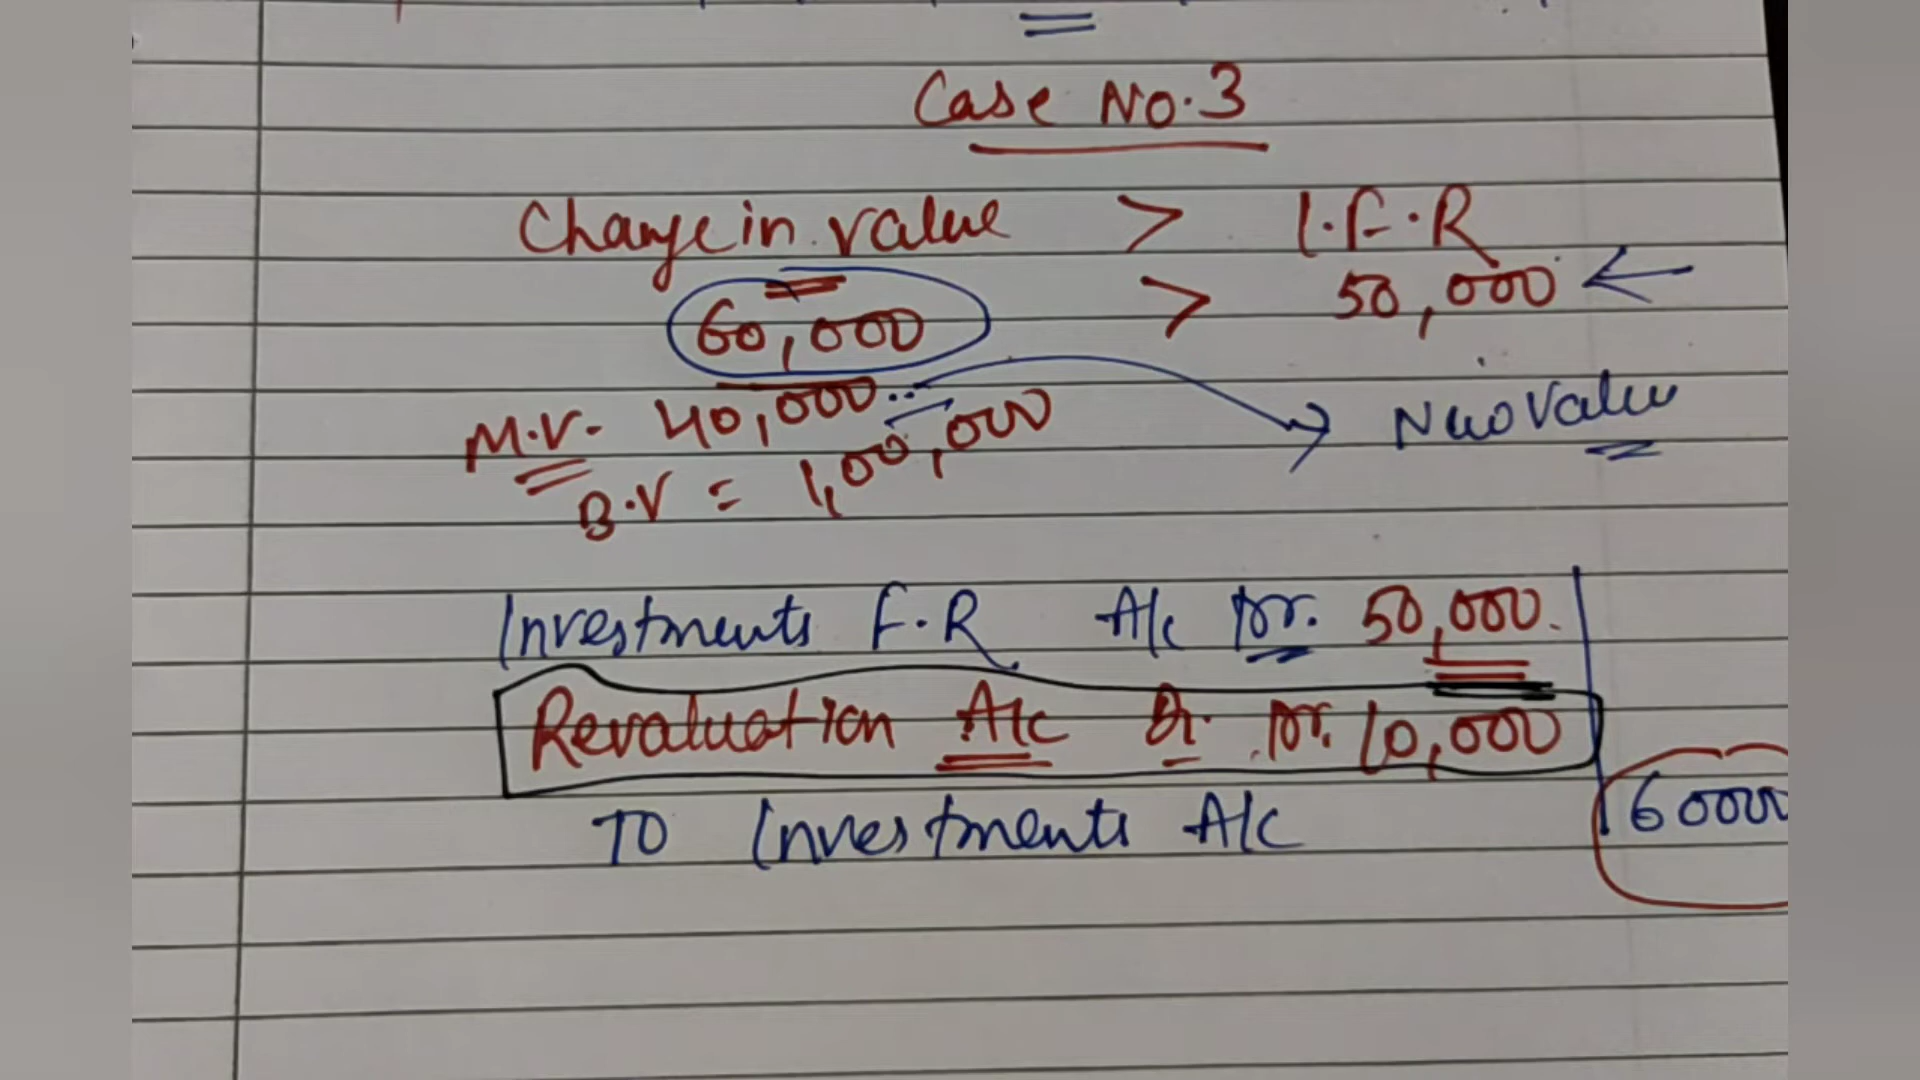 Case No.3
Change in value > I.F.R
60,000 > 50,000
M.V. 40,000
B.V = 1,00,000
New Value
Investments F.R A/c Dr. 50,000
Revaluation A/c Dr. Dr. 10,000
To Investments A/c 60000